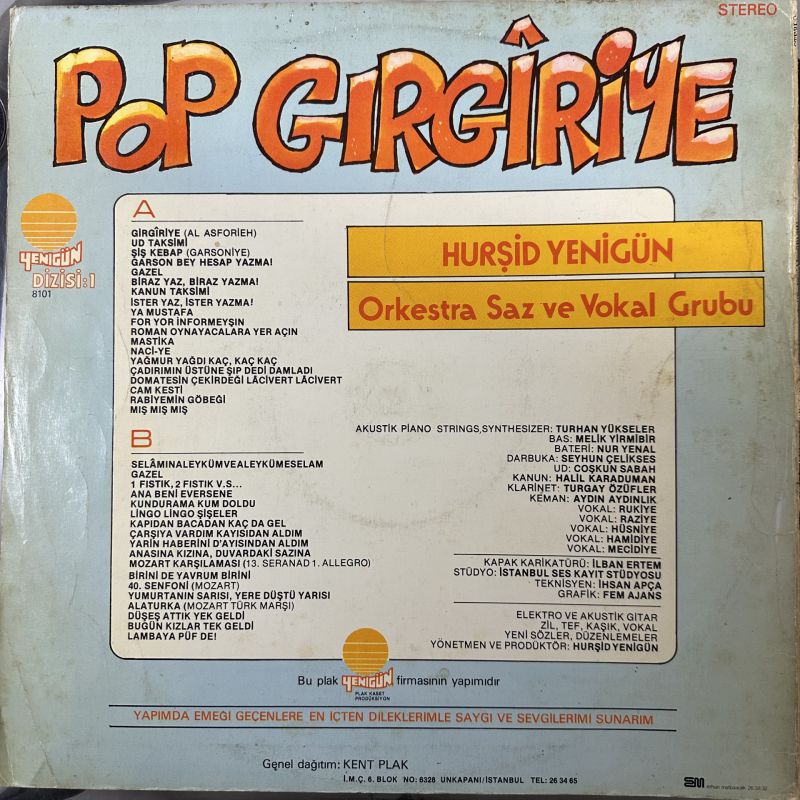 STEREO
POP GIRGÎRİYE
YENİGÜN
DİZİSİ:1
8101
A
GİRGÎRİYE (AL ASFORİEH)
UD TAKSİMİ
ŞİŞ KEBAP (GARSONİYE)
GARSON BEY HESAP YAZMA!
GAZEL
BİRAZ YAZ, BİRAZ YAZMA!
KANUN TAKSİMİ
İSTER YAZ, İSTER YAZMA!
YA MUSTAFA
FOR YOR İNFORMEYŞIN
ROMAN OYNAYACALARA YER AÇIN
MASTİKA
NACİ-YE
YAĞMUR YAĞDI KAÇ, KAÇ KAÇ
ÇADIRIMIN ÜSTÜNE ŞIP DEDİ DAMLADI
DOMATESİN ÇEKİRDEĞİ LÂCİVERT LÂCİVERT
CAM KESTİ
RABİYEMİN GÖBEĞİ
MIŞ MIŞ MIŞ
HURŞİD YENİGÜN
Orkestra Saz ve Vokal Grubu
B
SELÂMINALEYKÜMVEALEYKÜMESELAM
GAZEL
1 FISTIK, 2 FISTIK V.S...
ANA BENİ EVERSENE
KUNDURAMA KUM DOLDU
LİNGO LİNGO ŞİŞELER
KAPIDAN BACADAN KAÇ DA GEL
ÇARŞIYA VARDIM KAYISIDAN ALDIM
YARİN HABERİNİ D'AYISINDAN ALDIM
ANASINA KIZINA, DUVARDAKİ SAZINA
MOZART KARŞILAMASI (13. SERANAD 1. ALLEGRO)
BİRİNİ DE YAVRUM BİRİNİ
40. SENFONİ (MOZART)
YUMURTANIN SARISI, YERE DÜŞTÜ YARISI
ALATURKA (MOZART TÜRK MARŞI)
DÜŞEŞ ATTIK YEK GELDİ
BUGÜN KIZLAR TEK GELDİ
LAMBAYA PÜF DE!
AKUSTİK PİANO STRINGS, SYNTHESIZER: TURHAN YÜKSELER
BAS: MELİK YİRMİBİR
BATERİ: NUR YENAL
DARBUKA: SEYHUN ÇELİKSES
UD: COŞKUN SABAH
KANUN: HALİL KARADUMAN
KLARİNET: TURGAY ÖZÜFLER
KEMAN: AYDIN AYDINLIK
VOKAL: RUKİYE
VOKAL: RAZİYE
VOKAL: HÜSNİYE
VOKAL: HAMİDİYE
VOKAL: MECİDİYE
KAPAK KARİKATÜRÜ: İLBAN ERTEM
STÜDYO: İSTANBUL SES KAYIT STÜDYOSU
TEKNİSYEN: İHSAN APÇA
GRAFİK: FEM AJANS
ELEKTRO VE AKUSTİK GITAR
ZİL, TEF, KAŞIK, VOKAL
YENİ SÖZLER, DÜZENLEMELER
YÖNETMEN VE PRODÜKTÖR: HURŞİD YENİGÜN
Bu plak YENİGÜN firmasının yapımıdır
PLAK KASET
PRODÜKSİYON
YAPIMDA EMEĞİ GEÇENLERE EN İÇTEN DİLEKLERİMLE SAYGI VE SEVGİLERİMİ SUNARIM
Genel dağıtım: KENT PLAK
İ.M.Ç. 6. BLOK NO: 6328 UNKAPANI/İSTANBUL TEL: 26 34 65